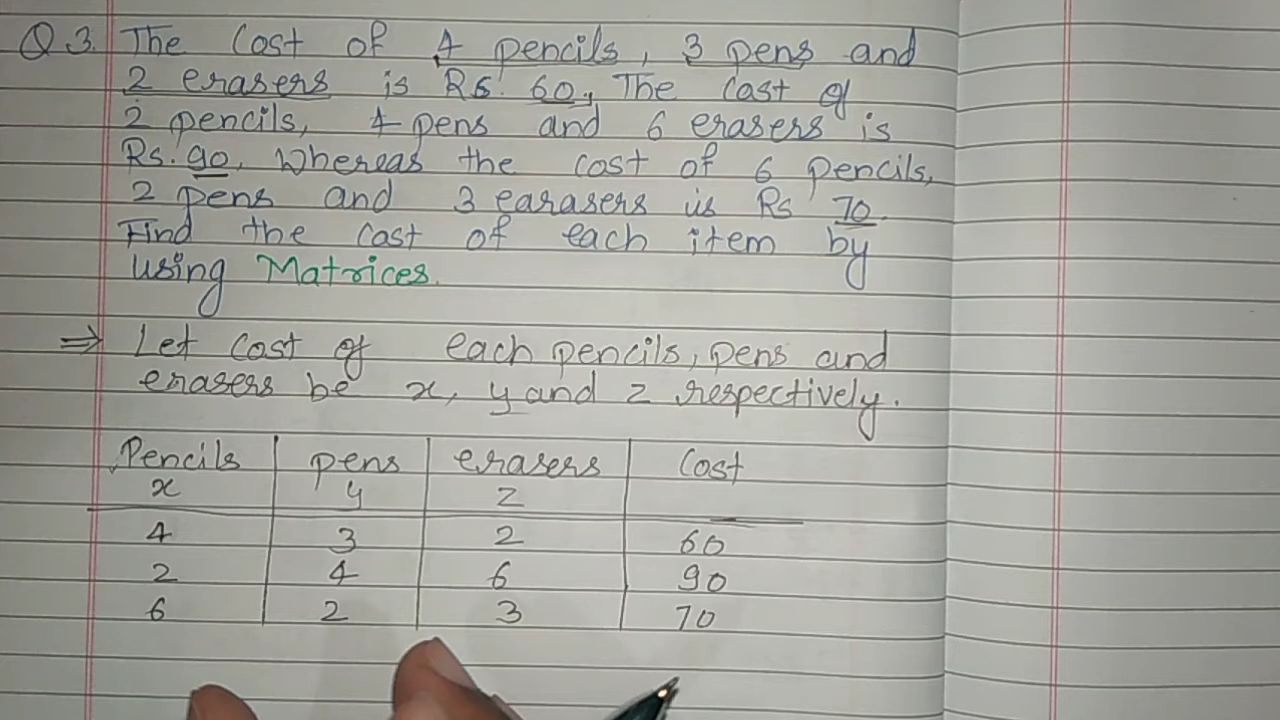 Q3. The Cost of 4 pencils, 3 pens and
2 erasers is Rs. 60, The Cost of
2 pencils, 4 pens and 6 erasers is
Rs. 90, Whereas the cost of 6 pencils,
2 pens and 3 earasers is Rs 70.
Find the cost of each item by
using Matrices.
⇒ Let cost of each pencils, pens and
erasers be x, y and z respectively.
Pencils pens erasers Cost
x y z
4 3 2 60
2 4 6 90
6 2 3 70